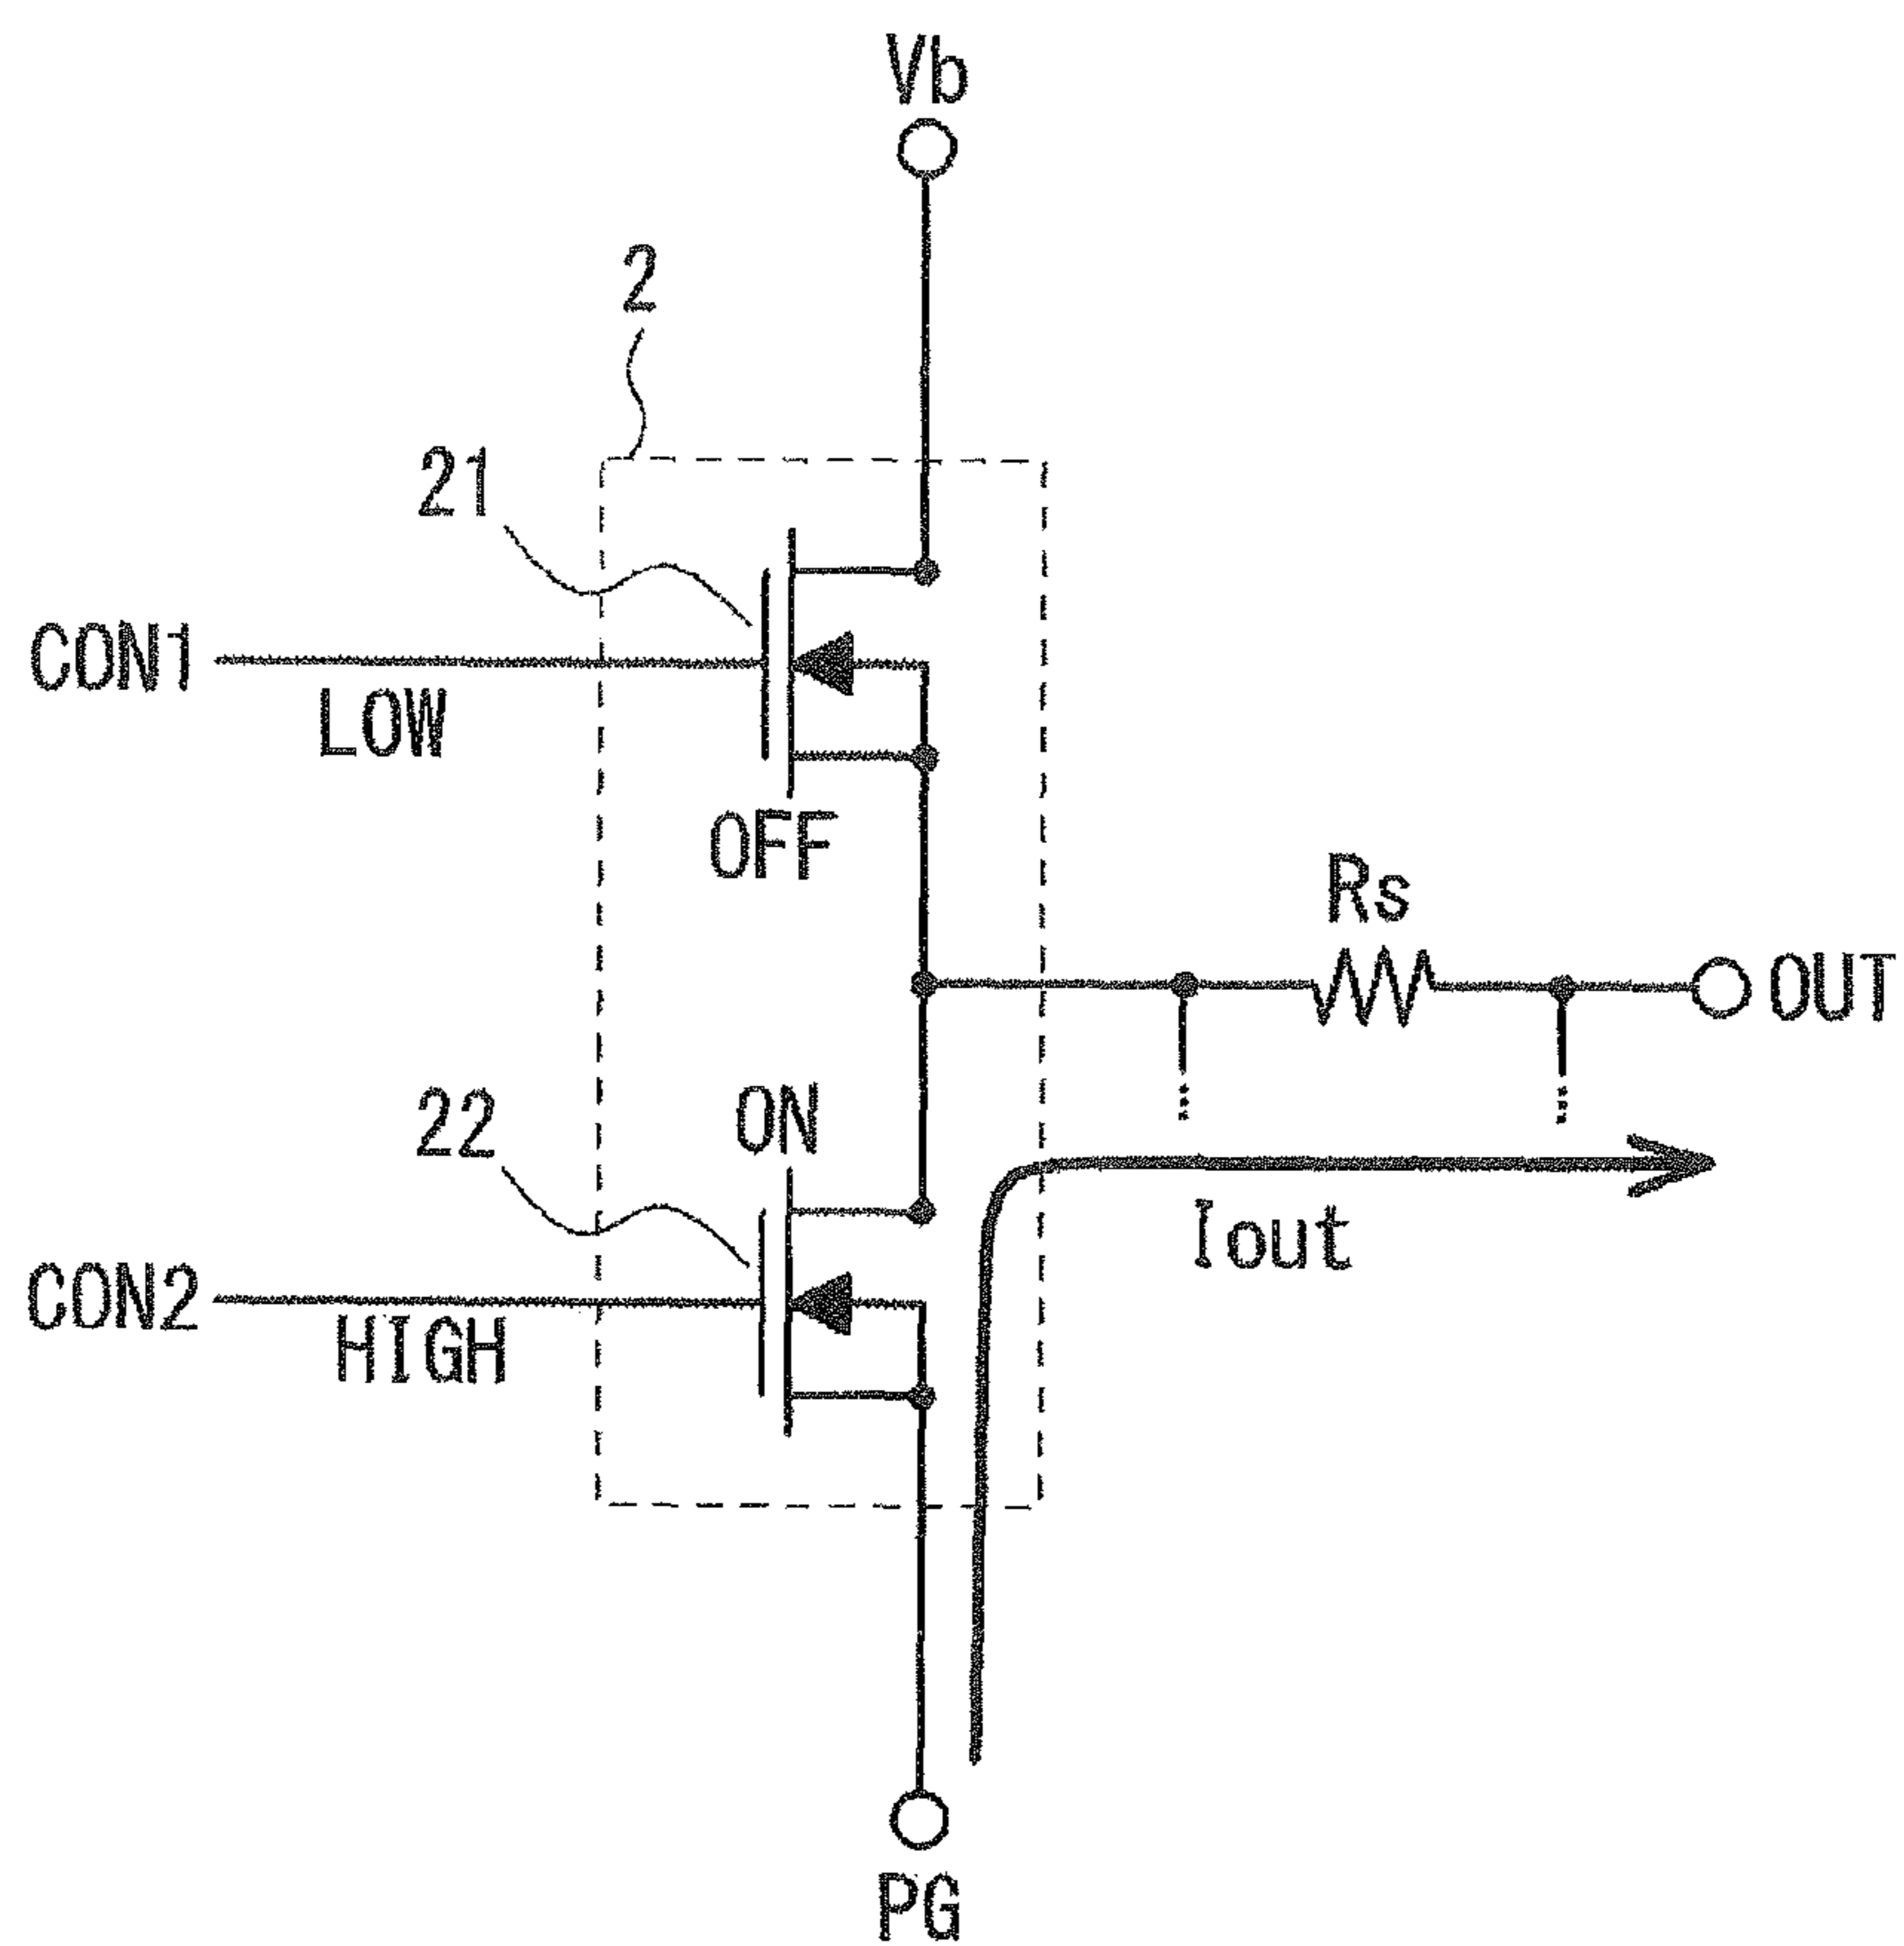 Vb
2
21
CON1
LOW
OFF
Rs
OUT
22
ON
Iout
CON2
HIGH
PG